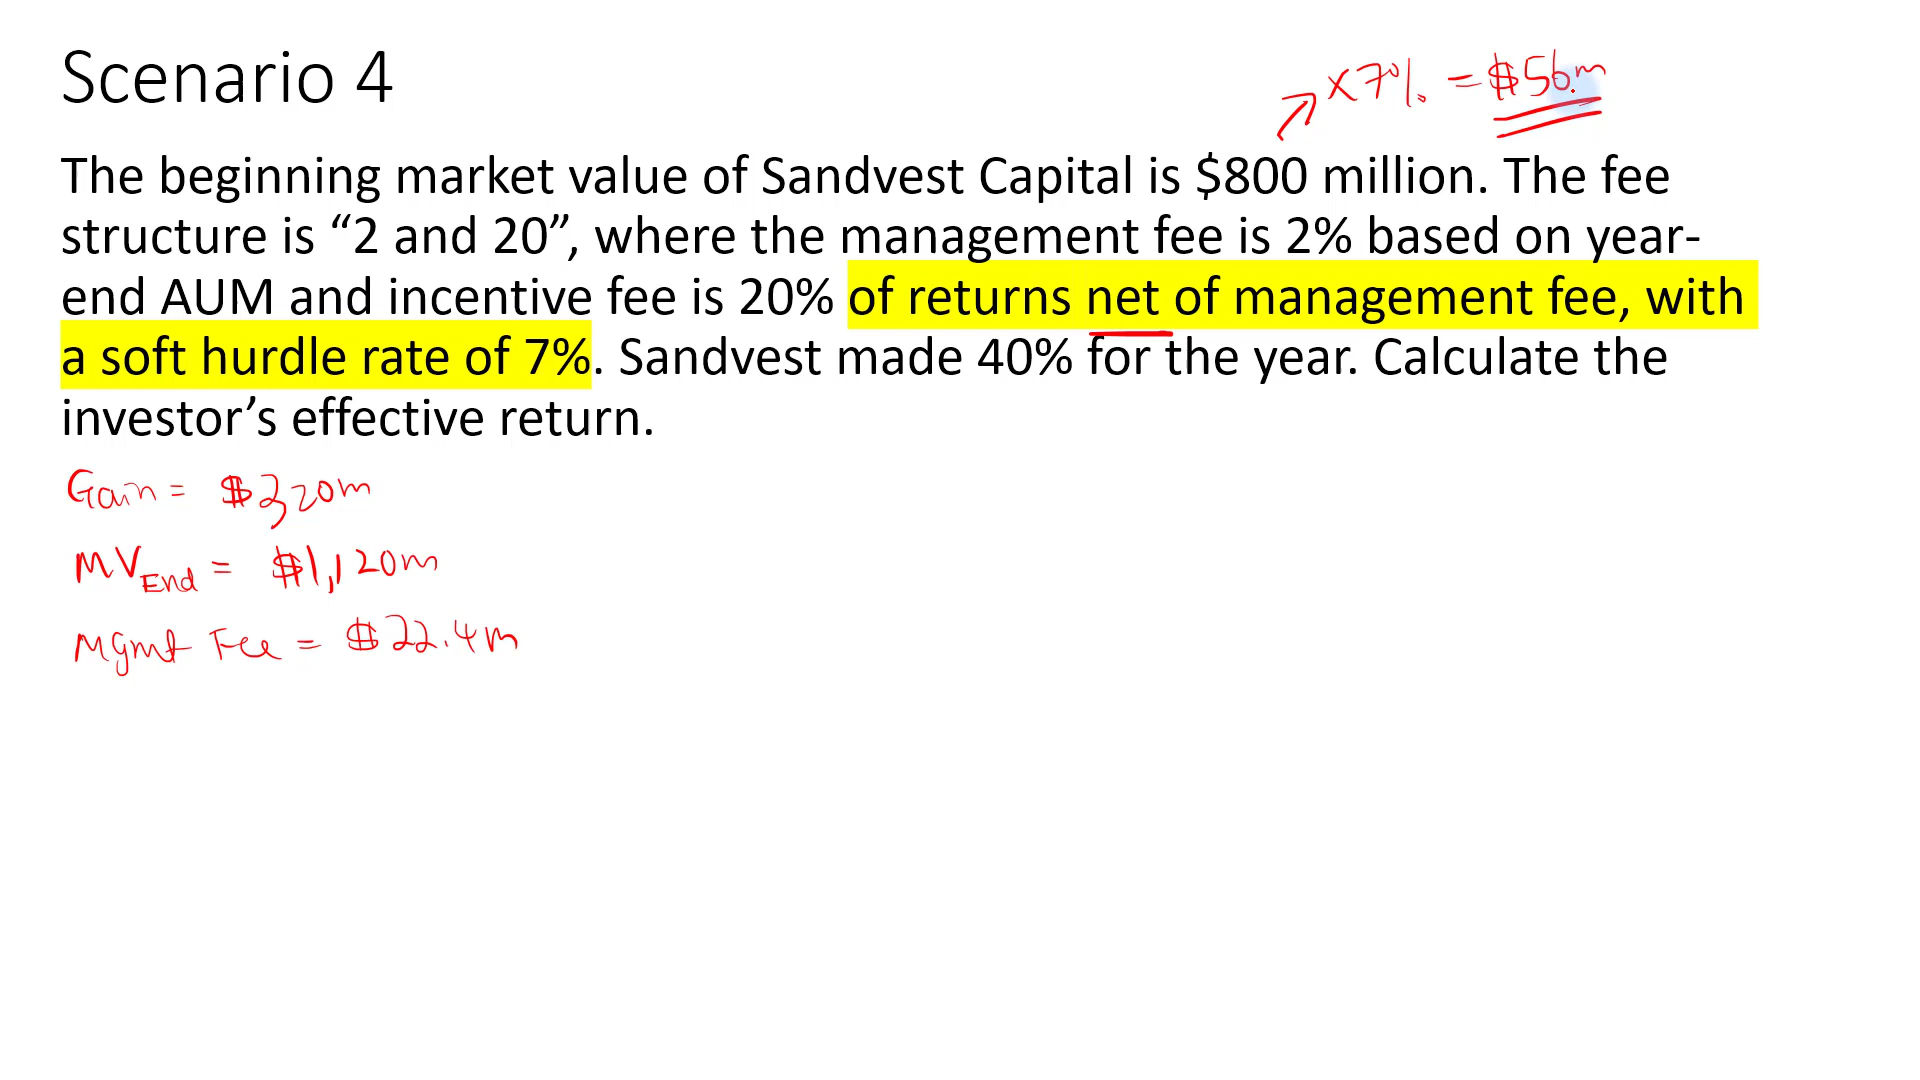 Scenario 4
x7% = $56m
The beginning market value of Sandvest Capital is $800 million. The fee
structure is “2 and 20”, where the management fee is 2% based on year-
end AUM and incentive fee is 20% of returns net of management fee, with
a soft hurdle rate of 7%. Sandvest made 40% for the year. Calculate the
investor’s effective return.
Gain = $320m
MVEnd = $1,120m
Mgmt Fee = $22.4m